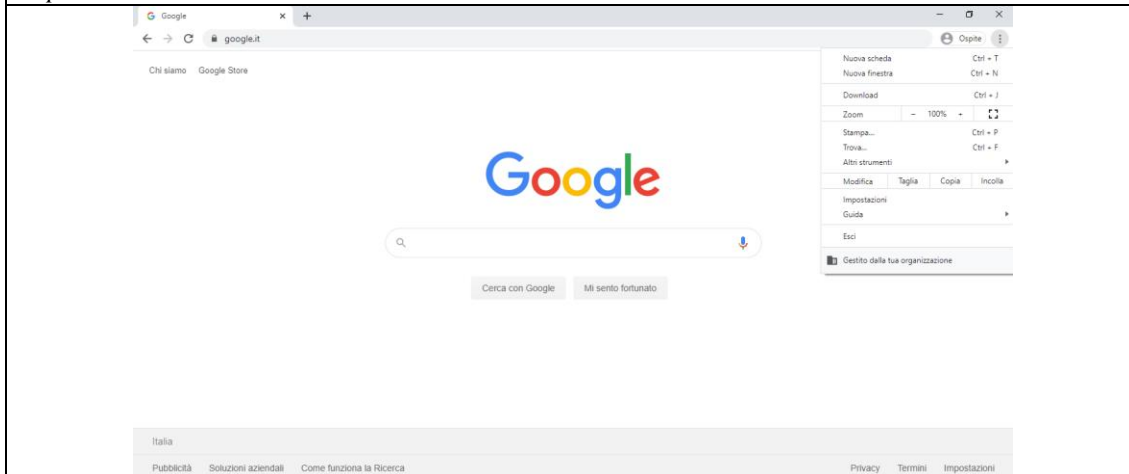 Google
google.it
Ospite
Chi siamo Google Store
Nuova scheda Ctrl + T
Nuova finestra Ctrl + N
Download Ctrl + J
Zoom - 100% +
Stampa... Ctrl + P
Trova... Ctrl + F
Altri strumenti
Modifica Taglia Copia Incolla
Impostazioni
Guida
Esci
Gestito dalla tua organizzazione
Google
Cerca con Google Mi sento fortunato
Italia
Pubblicità Soluzioni aziendali Come funziona la Ricerca Privacy Termini Impostazioni